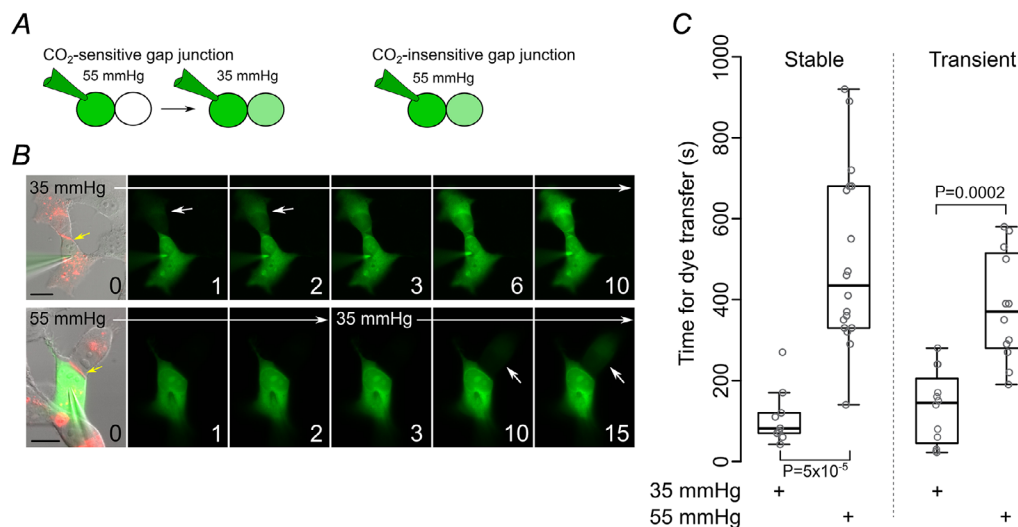 A
CO₂-sensitive gap junction
55 mmHg
35 mmHg
CO₂-insensitive gap junction
55 mmHg
B
35 mmHg
0
1
2
3
6
10
55 mmHg
35 mmHg
0
1
2
3
10
15
C
Stable
Transient
Time for dye transfer (s)
1000
800
600
400
200
0
P=0.0002
P=5x10⁻⁵
35 mmHg + +
55 mmHg + +